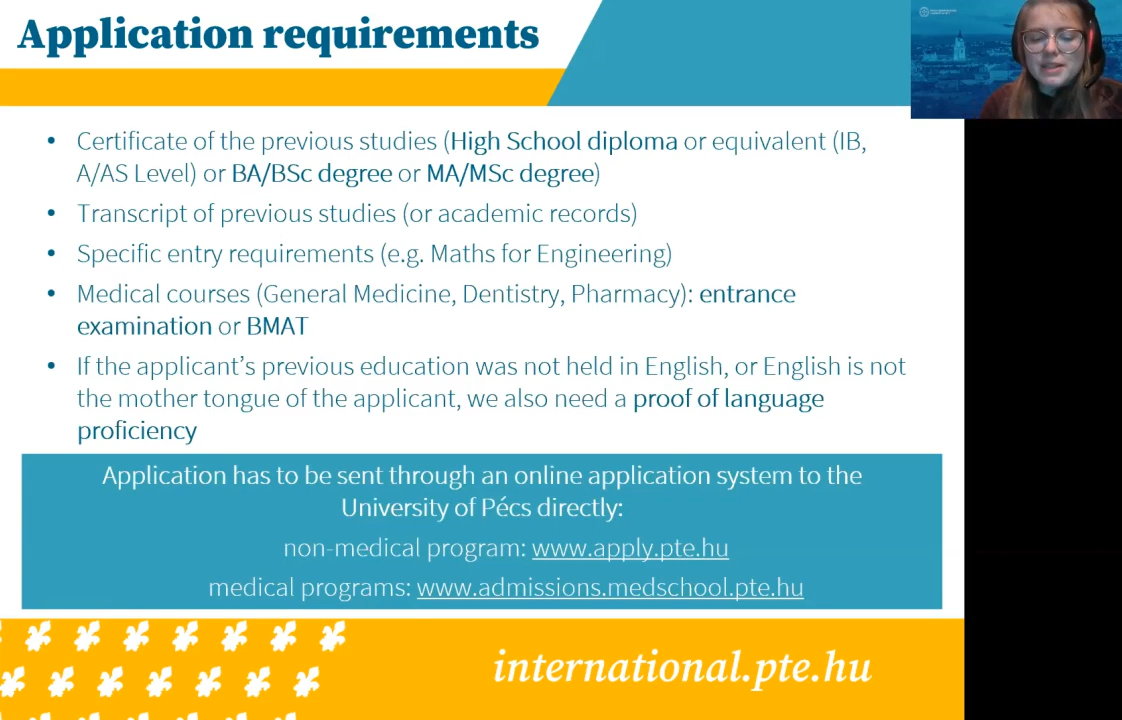 Application requirements
• Certificate of the previous studies (High School diploma or equivalent (IB,
A/AS Level) or BA/BSc degree or MA/MSc degree)
• Transcript of previous studies (or academic records)
• Specific entry requirements (e.g. Maths for Engineering)
• Medical courses (General Medicine, Dentistry, Pharmacy): entrance
examination or BMAT
• If the applicant's previous education was not held in English, or English is not
the mother tongue of the applicant, we also need a proof of language
proficiency
Application has to be sent through an online application system to the
University of Pécs directly:
non-medical program: www.apply.pte.hu
medical programs: www.admissions.medschool.pte.hu
international.pte.hu